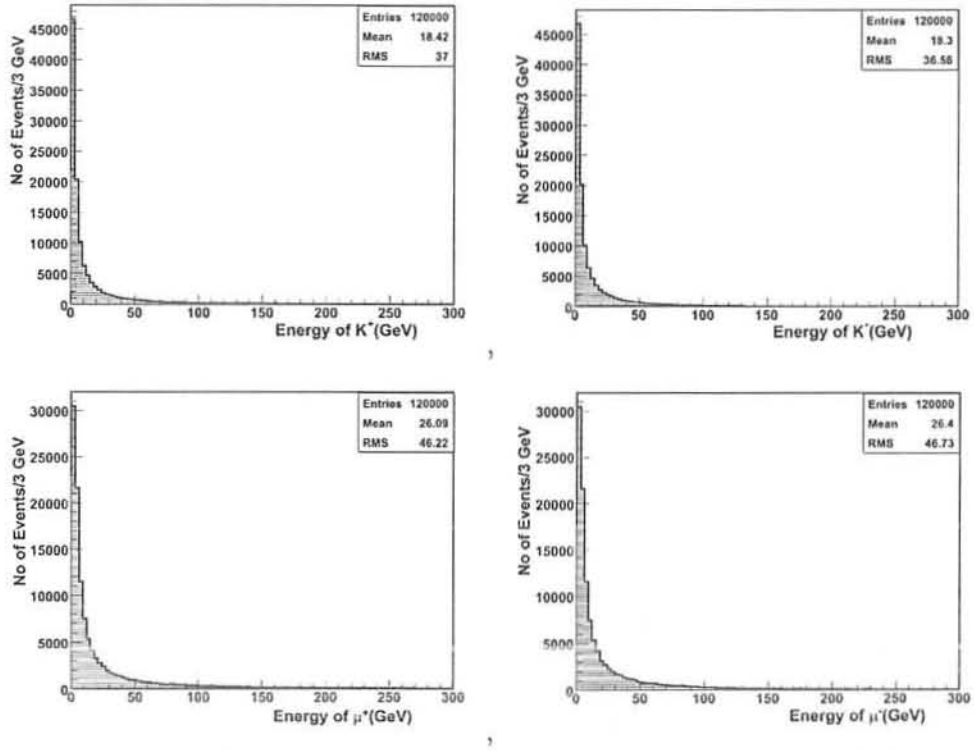 Entries 120000
Mean 18.42
RMS 37
No of Events/3 GeV
45000
40000
35000
30000
25000
20000
15000
10000
5000
0
0 50 100 150 200 250 300
Energy of K⁺(GeV)
Entries 120000
Mean 18.3
RMS 36.56
No of Events/3 GeV
45000
40000
35000
30000
25000
20000
15000
10000
5000
0
0 50 100 150 200 250 300
Energy of K⁻(GeV)
,
Entries 120000
Mean 26.09
RMS 46.22
No of Events/3 GeV
30000
25000
20000
15000
10000
5000
0
0 50 100 150 200 250 300
Energy of μ⁺(GeV)
Entries 120000
Mean 26.4
RMS 46.73
No of Events/3 GeV
30000
25000
20000
15000
10000
5000
0
0 50 100 150 200 250 300
Energy of μ⁻(GeV)
,